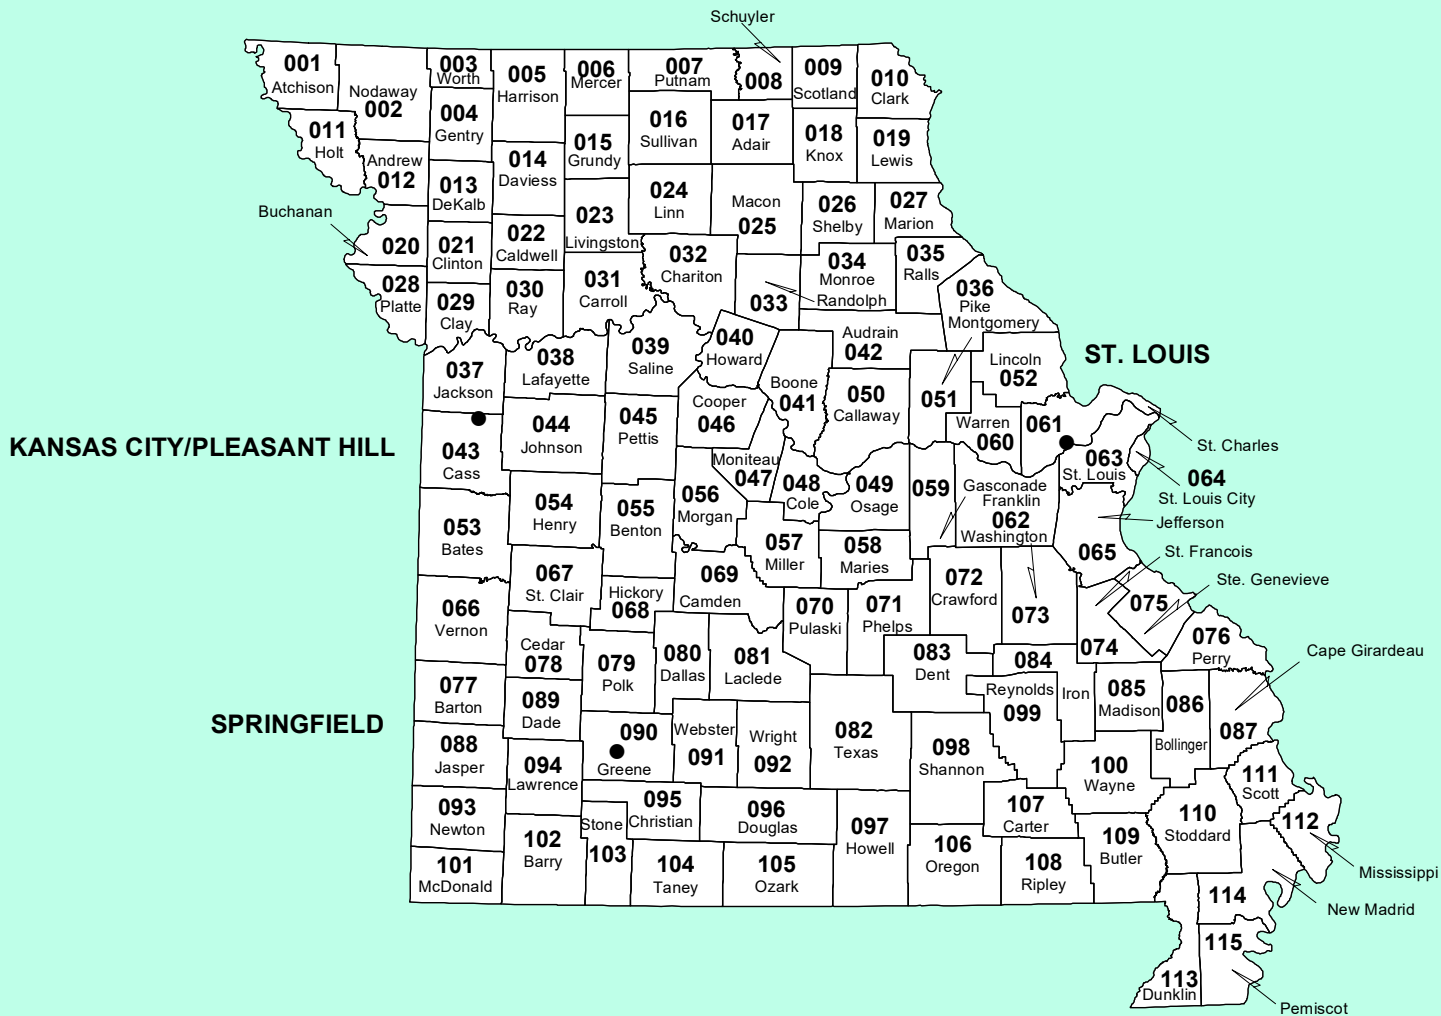 Schuyler
001
Atchison
Nodaway
002
003
Worth
004
Gentry
005
Harrison
006
Mercer
007
Putnam
008
009
Scotland
010
Clark
011
Holt
Andrew
012
013
DeKalb
014
Daviess
015
Grundy
016
Sullivan
017
Adair
018
Knox
019
Lewis
Buchanan
020
021
Clinton
022
Caldwell
023
Livingston
024
Linn
Macon
025
026
Shelby
027
Marion
028
Platte
029
Clay
030
Ray
031
Carroll
032
Chariton
033
034
Monroe
Randolph
035
Ralls
036
Pike
Montgomery
037
Jackson
038
Lafayette
039
Saline
040
Howard
Boone
041
Audrain
042
ST. LOUIS
KANSAS CITY/PLEASANT HILL
043
Cass
044
Johnson
045
Pettis
Cooper
046
Moniteau
047
048
Cole
049
Osage
050
Callaway
051
Lincoln
052
053
Bates
054
Henry
055
Benton
056
Morgan
057
Miller
058
Maries
059
Gasconade
Warren
060
061
St. Charles
Franklin
062
Washington
063
St. Louis
064
St. Louis City
Jefferson
065
St. Francois
Ste. Genevieve
066
Vernon
067
St. Clair
Hickory
068
069
Camden
070
Pulaski
071
Phelps
072
Crawford
073
074
075
076
Perry
Cape Girardeau
SPRINGFIELD
077
Barton
Cedar
078
079
Polk
080
Dallas
081
Laclede
082
Texas
083
Dent
084
Iron
085
Madison
086
Bollinger
087
088
Jasper
089
Dade
090
Greene
Webster
091
Wright
092
093
Newton
094
Lawrence
095
Christian
096
Douglas
097
Howell
098
Shannon
Reynolds
099
100
Wayne
101
McDonald
102
Barry
Stone
103
104
Taney
105
Ozark
106
Oregon
107
Carter
108
Ripley
109
Butler
110
Stoddard
111
Scott
112
Mississippi
New Madrid
113
Dunklin
114
115
Pemiscot